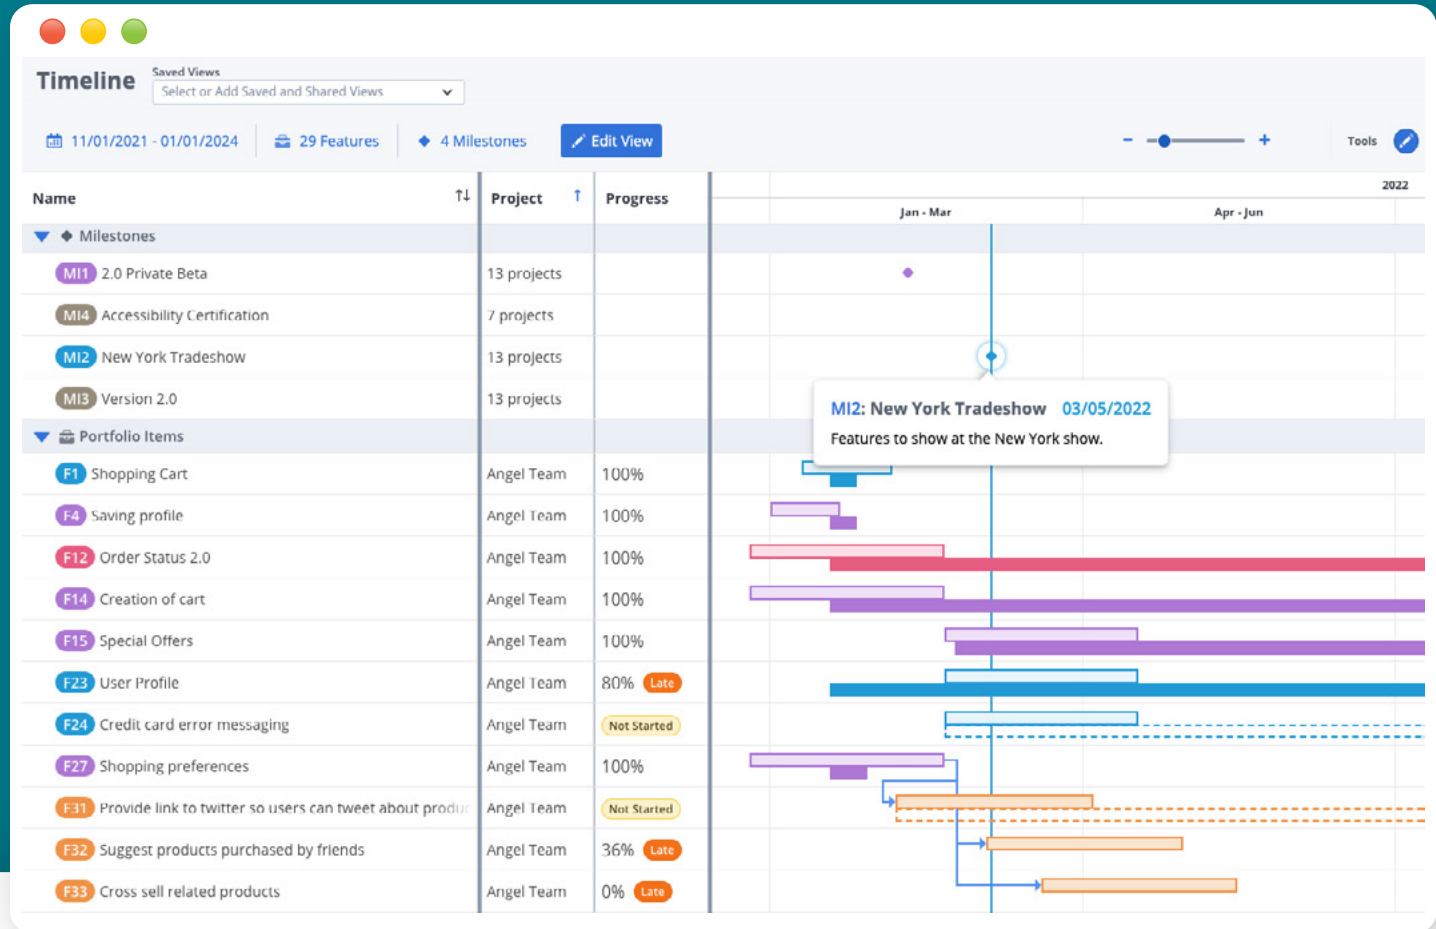 Timeline
Saved Views
Select or Add Saved and Shared Views
11/01/2021 - 01/01/2024
29 Features
4 Milestones
Edit View
− +
Tools
Name Project Progress
2022
Jan - Mar Apr - Jun
Milestones
MI1 2.0 Private Beta 13 projects
MI4 Accessibility Certification 7 projects
MI2 New York Tradeshow 13 projects
MI3 Version 2.0 13 projects
MI2: New York Tradeshow 03/05/2022
Features to show at the New York show.
Portfolio Items
F1 Shopping Cart Angel Team 100%
F4 Saving profile Angel Team 100%
F12 Order Status 2.0 Angel Team 100%
F14 Creation of cart Angel Team 100%
F15 Special Offers Angel Team 100%
F23 User Profile Angel Team 80% Late
F24 Credit card error messaging Angel Team Not Started
F27 Shopping preferences Angel Team 100%
F31 Provide link to twitter so users can tweet about produc Angel Team Not Started
F32 Suggest products purchased by friends Angel Team 36% Late
F33 Cross sell related products Angel Team 0% Late